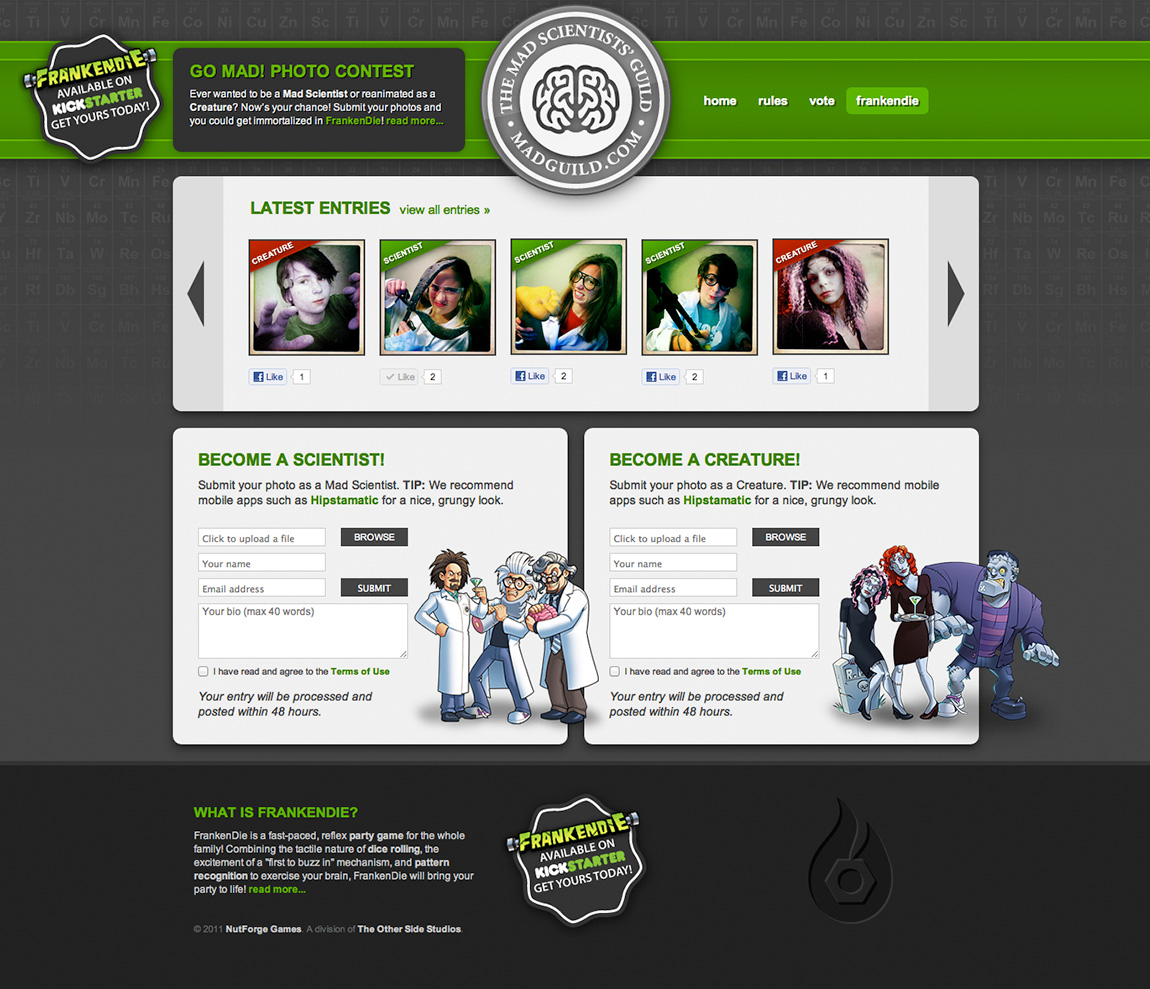 FRANKENDIE
AVAILABLE ON
KICKSTARTER
GET YOURS TODAY!
GO MAD! PHOTO CONTEST
Ever wanted to be a Mad Scientist or reanimated as a
Creature? Now's your chance! Submit your photos and
you could get immortalized in FrankenDie! read more...
THE MAD SCIENTISTS' GUILD
• MADGUILD.COM •
home
rules
vote
frankendie
LATEST ENTRIES view all entries »
CREATURE
SCIENTIST
SCIENTIST
SCIENTIST
CREATURE
Like 1
Like 2
Like 2
Like 2
Like 1
BECOME A SCIENTIST!
Submit your photo as a Mad Scientist. TIP: We recommend
mobile apps such as Hipstamatic for a nice, grungy look.
Click to upload a file
BROWSE
Your name
Email address
SUBMIT
Your bio (max 40 words)
I have read and agree to the Terms of Use
Your entry will be processed and
posted within 48 hours.
BECOME A CREATURE!
Submit your photo as a Creature. TIP: We recommend
mobile apps such as Hipstamatic for a nice, grungy look.
Click to upload a file
BROWSE
Your name
Email address
SUBMIT
Your bio (max 40 words)
I have read and agree to the Terms of Use
Your entry will be processed and
posted within 48 hours.
WHAT IS FRANKENDIE?
FrankenDie is a fast-paced, reflex party game for the whole
family! Combining the tactile nature of dice rolling, the
excitement of a "first to buzz in" mechanism, and pattern
recognition to exercise your brain, FrankenDie will bring your
party to life! read more...
FRANKENDIE
AVAILABLE ON
KICKSTARTER
GET YOURS TODAY!
© 2011 NutForge Games. A division of The Other Side Studios.